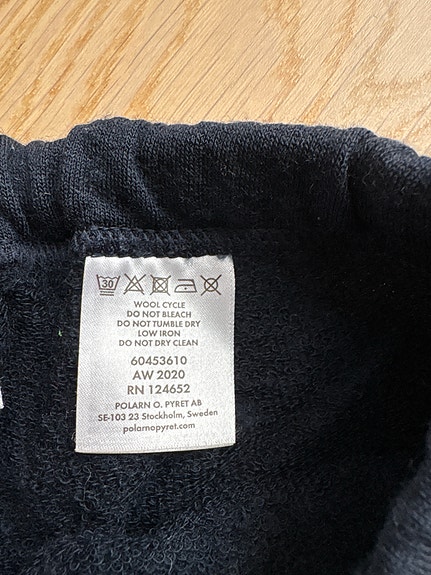 30
WOOL CYCLE
DO NOT BLEACH
DO NOT TUMBLE DRY
LOW IRON
DO NOT DRY CLEAN
60453610
AW 2020
RN 124652
POLARN O. PYRET AB
SE-103 23 Stockholm, Sweden
polarnopyret.com